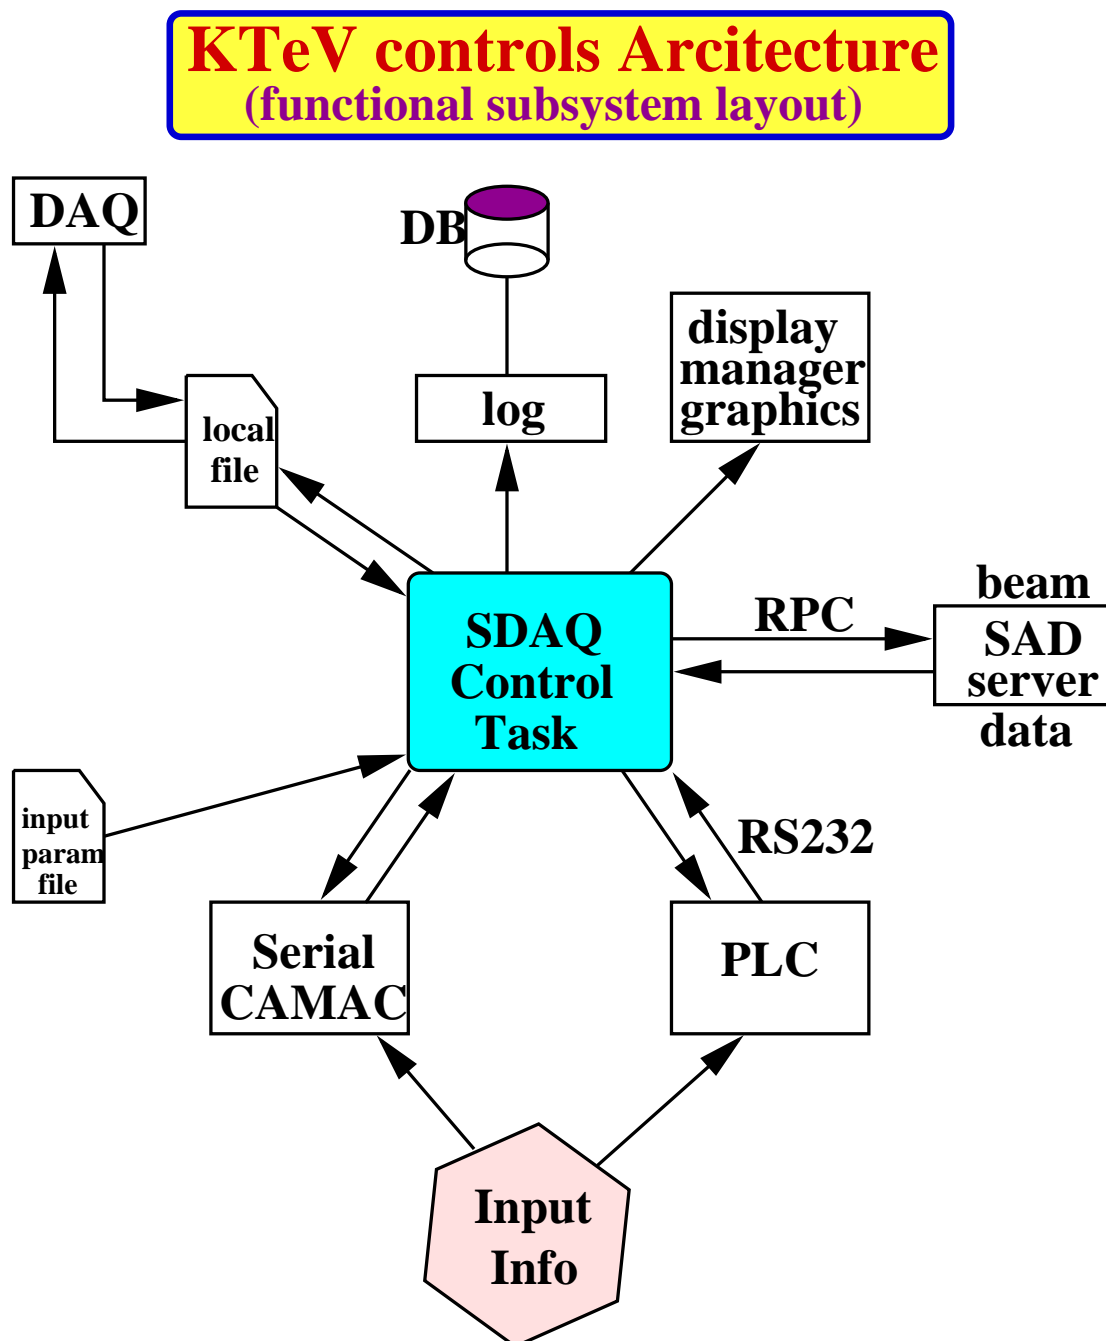 KTeV controls Arcitecture
(functional subsystem layout)
DAQ
DB
display
manager
graphics
log
local
file
beam
RPC
SAD
server
data
SDAQ
Control
Task
input
param
file
RS232
Serial
CAMAC
PLC
Input
Info